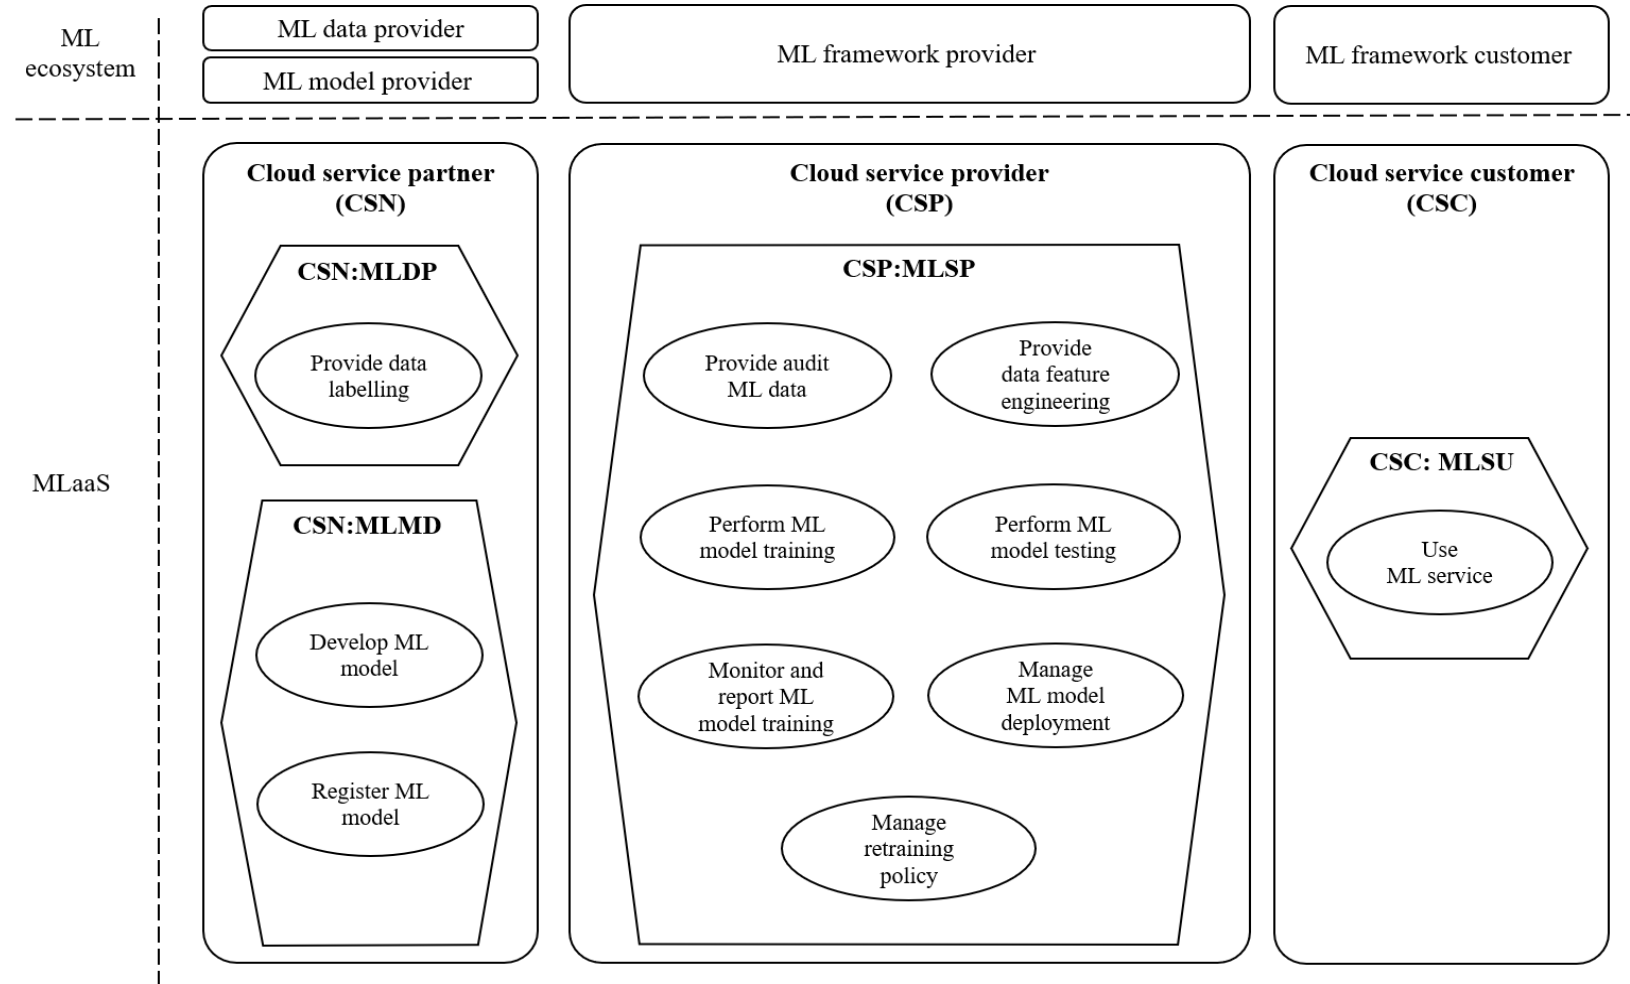 ML
ecosystem
ML data provider
ML model provider
ML framework provider
ML framework customer
MLaaS
Cloud service partner
(CSN)
CSN:MLDP
Provide data
labelling
CSN:MLMD
Develop ML
model
Register ML
model
Cloud service provider
(CSP)
CSP:MLSP
Provide audit
ML data
Provide
data feature
engineering
Perform ML
model training
Perform ML
model testing
Monitor and
report ML
model training
Manage
ML model
deployment
Manage
retraining
policy
Cloud service customer
(CSC)
CSC: MLSU
Use
ML service